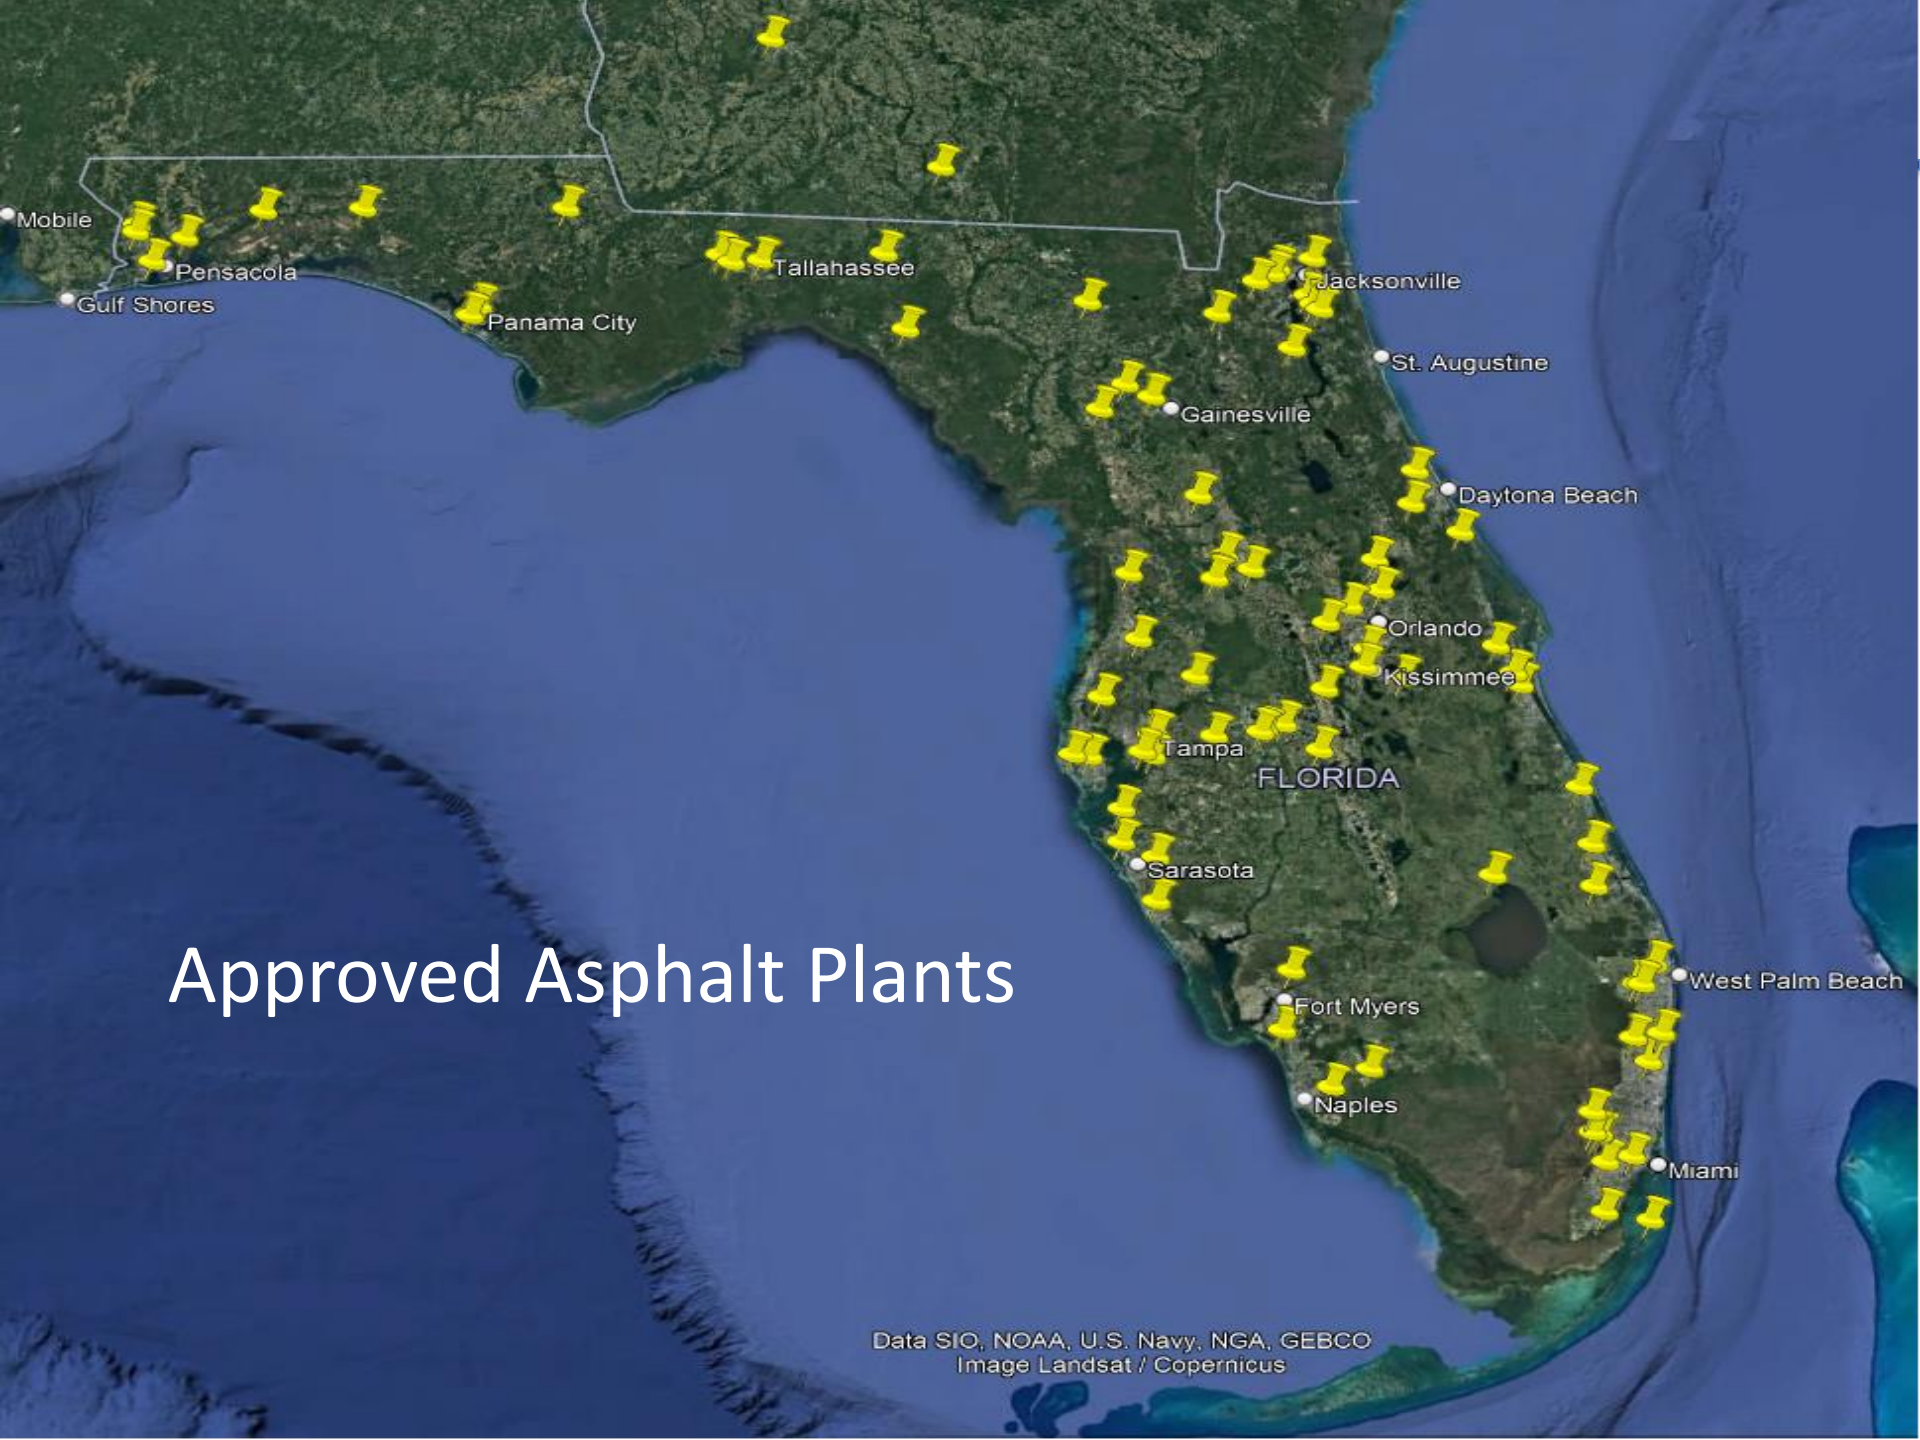 Mobile
Pensacola
Gulf Shores
Tallahassee
Panama City
Jacksonville
St. Augustine
Gainesville
Daytona Beach
Orlando
Kissimmee
Tampa
FLORIDA
Sarasota
Approved Asphalt Plants
West Palm Beach
Fort Myers
Naples
Miami
Data SIO, NOAA, U.S. Navy, NGA, GEBCO
Image Landsat / Copernicus